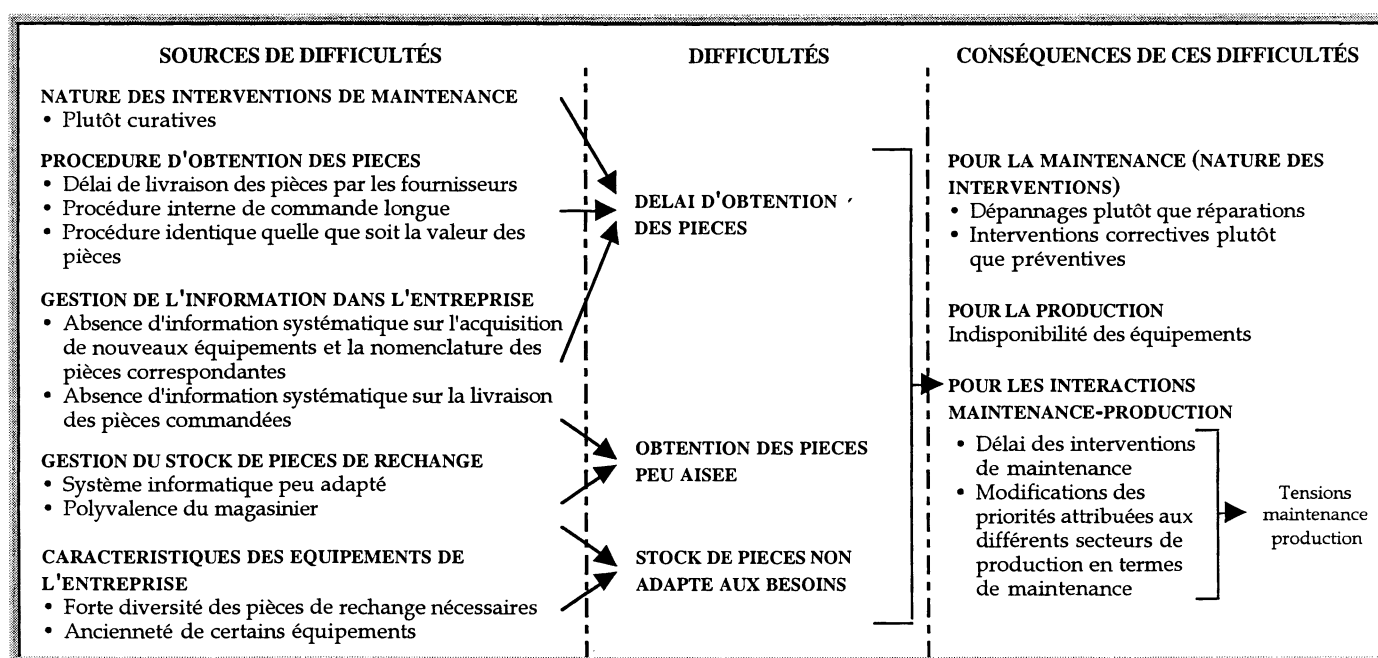 SOURCES DE DIFFICULTÉS
NATURE DES INTERVENTIONS DE MAINTENANCE
• Plutôt curatives
PROCEDURE D'OBTENTION DES PIECES
• Délai de livraison des pièces par les fournisseurs
• Procédure interne de commande longue
• Procédure identique quelle que soit la valeur des
pièces
GESTION DE L'INFORMATION DANS L'ENTREPRISE
• Absence d'information systématique sur l'acquisition
de nouveaux équipements et la nomenclature des
pièces correspondantes
• Absence d'information systématique sur la livraison
des pièces commandées
GESTION DU STOCK DE PIECES DE RECHANGE
• Système informatique peu adapté
• Polyvalence du magasinier
CARACTERISTIQUES DES EQUIPEMENTS DE
L'ENTREPRISE
• Forte diversité des pièces de rechange nécessaires
• Ancienneté de certains équipements
DIFFICULTÉS
DELAI D'OBTENTION
DES PIECES
OBTENTION DES PIECES
PEU AISEE
STOCK DE PIECES NON
ADAPTE AUX BESOINS
CONSÉQUENCES DE CES DIFFICULTÉS
POUR LA MAINTENANCE (NATURE DES
INTERVENTIONS)
• Dépannages plutôt que réparations
• Interventions correctives plutôt
que préventives
POUR LA PRODUCTION
Indisponibilité des équipements
POUR LES INTERACTIONS
MAINTENANCE-PRODUCTION
• Délai des interventions
de maintenance
• Modifications des
priorités attribuées aux
différents secteurs de
production en termes
de maintenance
Tensions
maintenance
production